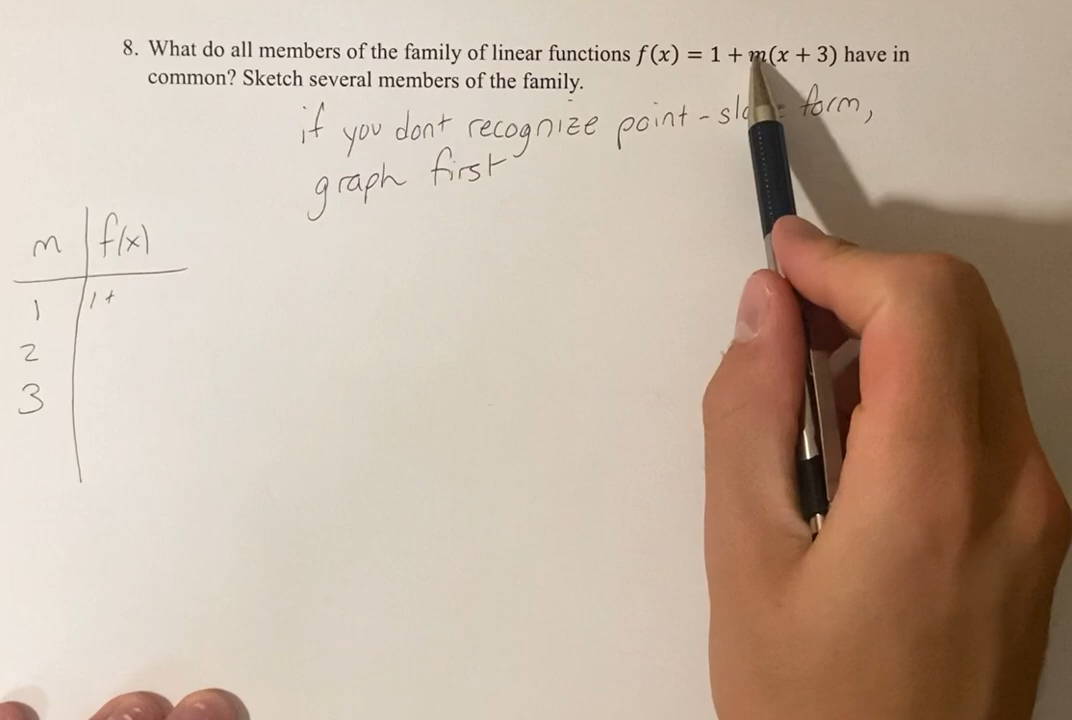 8. What do all members of the family of linear functions f(x) = 1 + m(x + 3) have in
common? Sketch several members of the family.
if you dont recognize point - form,
graph first
m f(x)
1 1 +
2
3